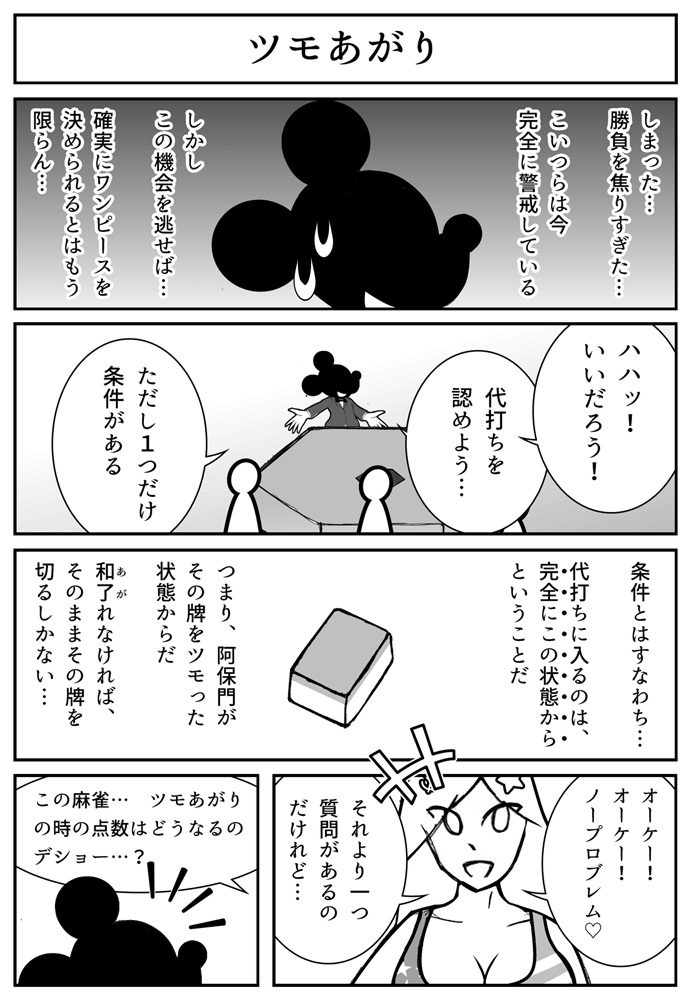 ツモあがり
しまった…
勝負を焦りすぎた…
こいつらは今
完全に警戒している
しかし
この機会を逃せば…
確実にワンピースを
決められるとはもう
限らん…
ハハッ！
いいだろう！
代打ちを
認めよう…
ただし１つだけ
条件がある
条件とはすなわち…
代打ちに入るのは、
完全にこの状態から
ということだ
つまり、阿保門が
その牌をツモった
状態からだ
和了れなければ、
あが
そのままその牌を
切るしかない…
オーケー！
オーケー！
ノープロブレム♡
それより一つ
質問があるの
だけれど…
この麻雀…　ツモあがり
の時の点数はどうなるの
デショー…？